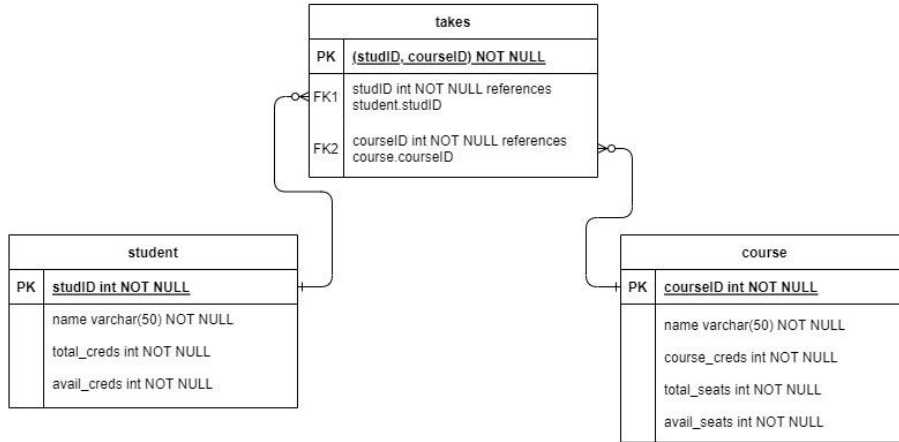 takes
PK (studID, courseID) NOT NULL
FK1 studID int NOT NULL references
student.studID
FK2 courseID int NOT NULL references
course.courseID
student
PK studID int NOT NULL
name varchar(50) NOT NULL
total_creds int NOT NULL
avail_creds int NOT NULL
course
PK courseID int NOT NULL
name varchar(50) NOT NULL
course_creds int NOT NULL
total_seats int NOT NULL
avail_seats int NOT NULL